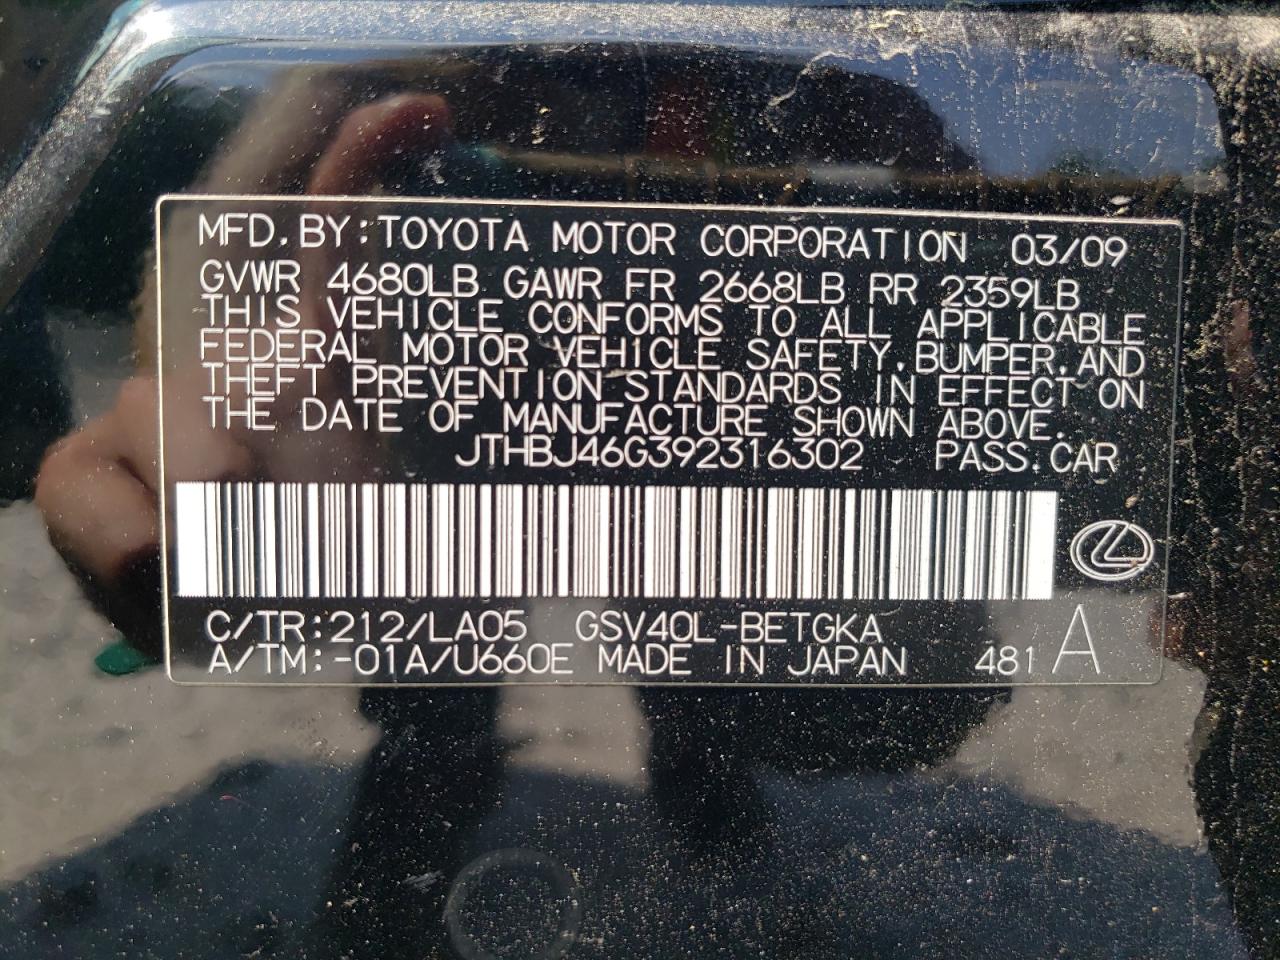 MFD.BY:TOYOTA MOTOR CORPORATION 03/09
GVWR 4680LB GAWR FR 2668LB RR 2359LB
THIS VEHICLE CONFORMS TO ALL APPLICABLE
FEDERAL MOTOR VEHICLE SAFETY,BUMPER,AND
THEFT PREVENTION STANDARDS IN EFFECT ON
THE DATE OF MANUFACTURE SHOWN ABOVE.
JTHBJ46G392316302 PASS.CAR
C/TR:212/LA05 GSV40L-BETGKA
A/TM:-01A/U660E MADE IN JAPAN 481 A